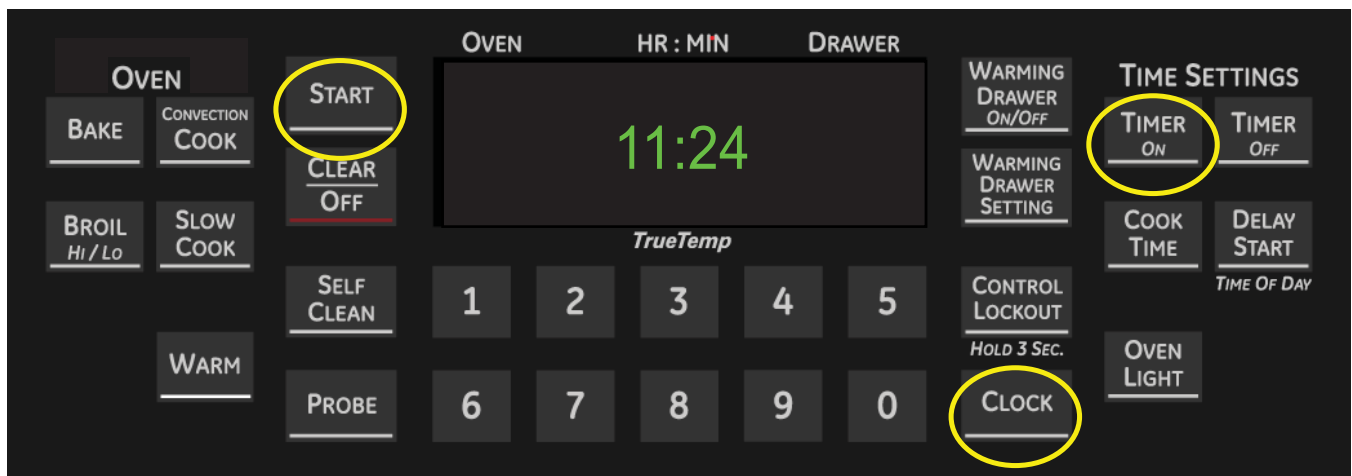 OVEN
BAKE
CONVECTION
COOK
BROIL
HI / LO
SLOW
COOK
WARM
START
CLEAR
OFF
SELF
CLEAN
PROBE
OVEN HR : MIN DRAWER
11:24
TrueTemp
1 2 3 4 5
6 7 8 9 0
WARMING
DRAWER
ON/OFF
WARMING
DRAWER
SETTING
CONTROL
LOCKOUT
HOLD 3 SEC.
CLOCK
TIME SETTINGS
TIMER
ON
TIMER
OFF
COOK
TIME
DELAY
START
TIME OF DAY
OVEN
LIGHT